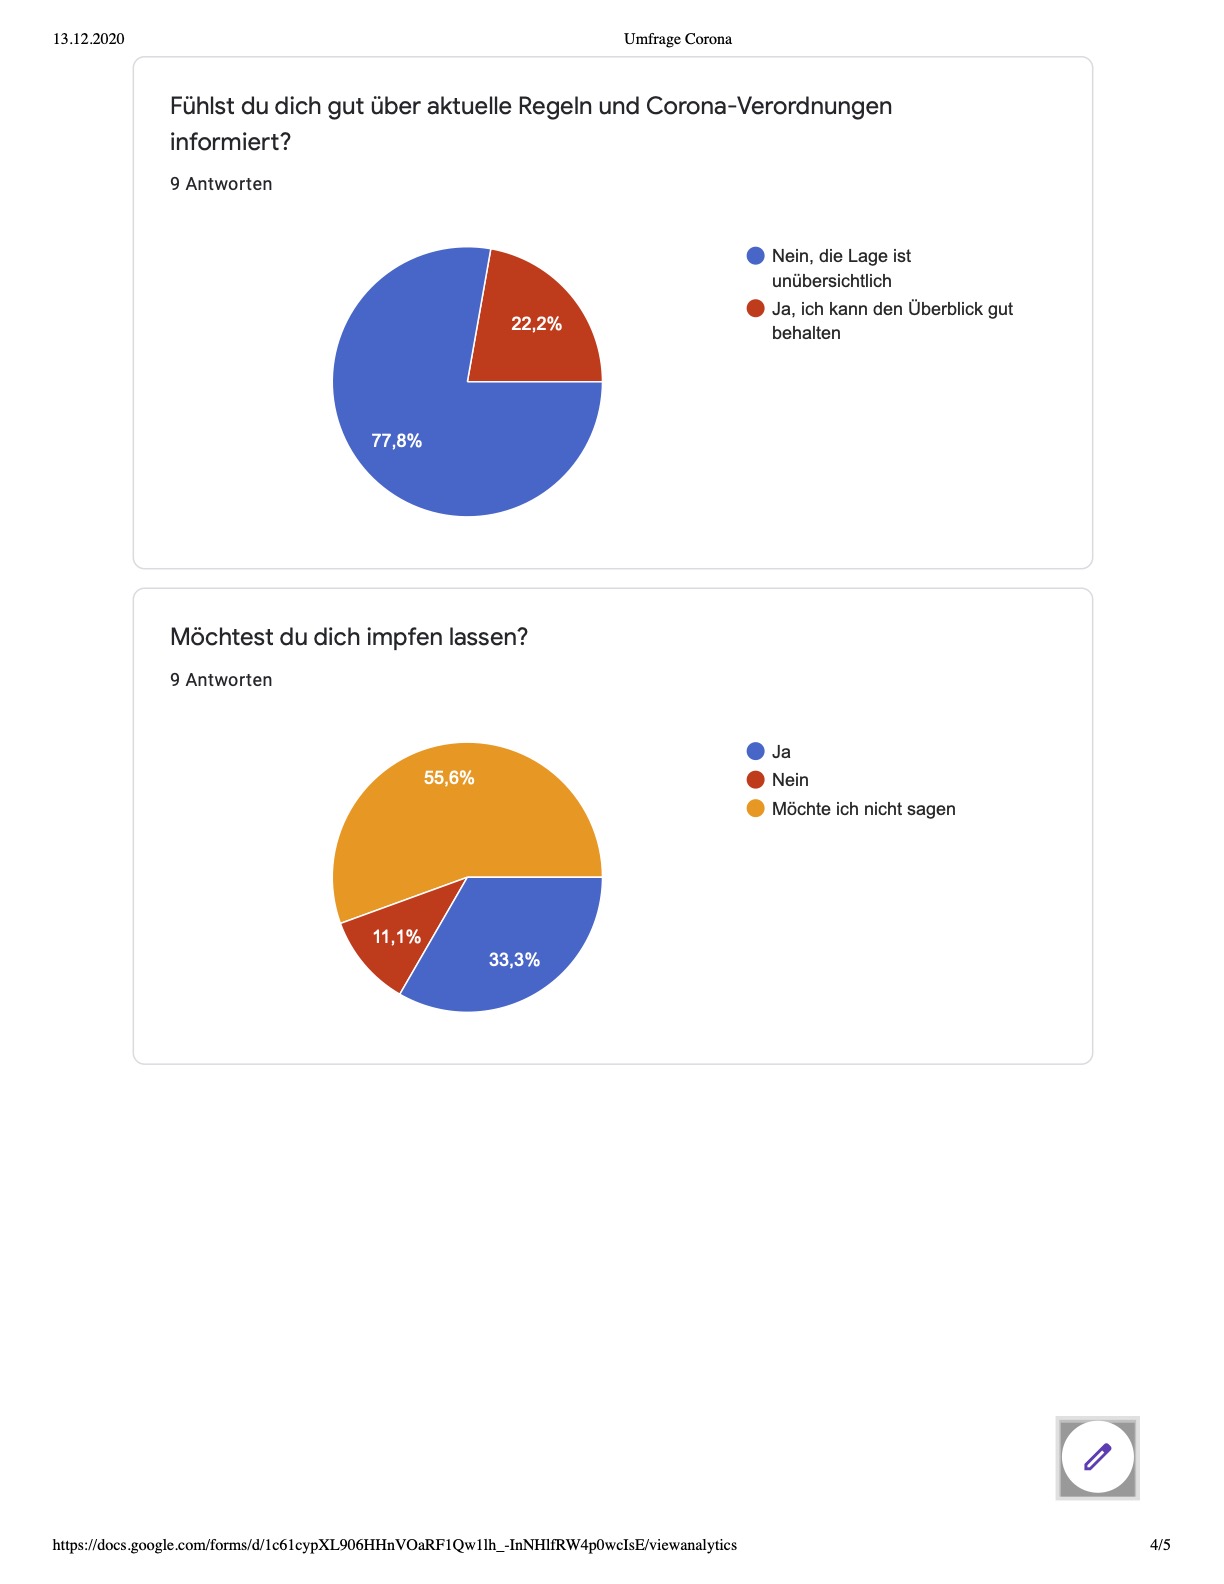 13.12.2020 Umfrage Corona
Fühlst du dich gut über aktuelle Regeln und Corona-Verordnungen
informiert?
9 Antworten
Nein, die Lage ist
unübersichtlich
Ja, ich kann den Überblick gut
behalten
22,2%
77,8%
Möchtest du dich impfen lassen?
9 Antworten
Ja
Nein
Möchte ich nicht sagen
55,6%
11,1%
33,3%
https://docs.google.com/forms/d/1c61cypXL906HHnVOaRF1Qw1lh_-InNHlfRW4p0wcIsE/viewanalytics 4/5